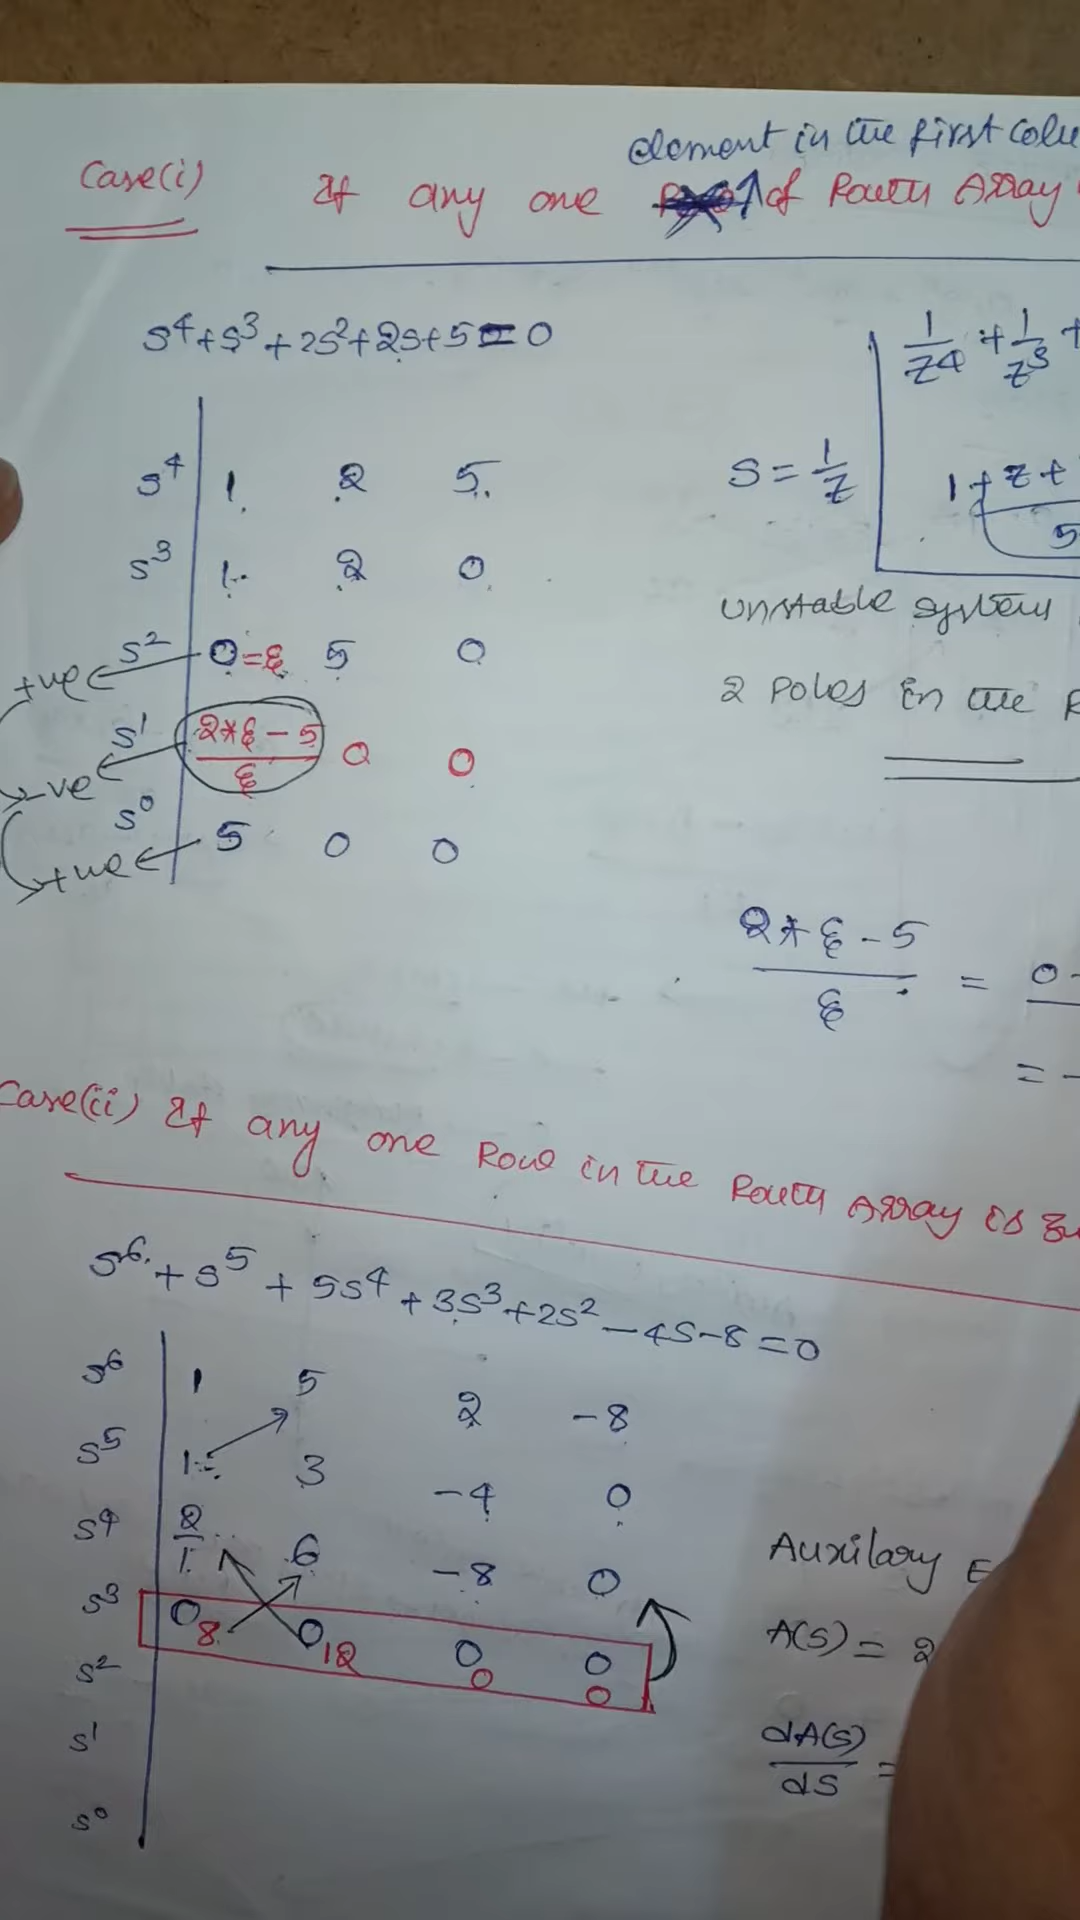 element in the first Colu
Case(i) If any one ↑ of Routh Array
s⁴+s³+2s²+2s+5=0
s⁴ 1 2 5
s³ 1 2 0
s² 0=ε 5 0
+ve
s¹ 2*ε-5/ε 0 0
-ve
s⁰ 5 0 0
+ve
1/z⁴ + 1/z³ +
s = 1/z
1+z+
5
Unstable system
2 Poles in the R
2*ε-5/ε = 0-
= -
Case(ii) If any one Row in the Routh Array is
s⁶+s⁵+5s⁴+3s³+2s²-4s-8=0
s⁶ 1 5 2 -8
s⁵ 1 3 -4 0
s⁴ 2/1 6 -8 0
s³ 0 0 0 0
8 12 0 0
s²
s¹
s⁰
Auxilary E
A(s) = 2
dA(s)/ds =